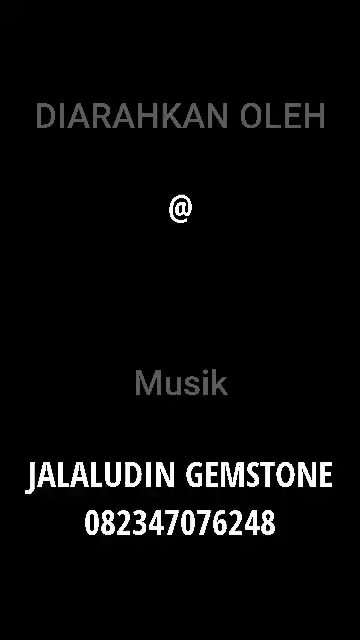 DIARAHKAN OLEH
@
Musik
JALALUDIN GEMSTONE
082347076248